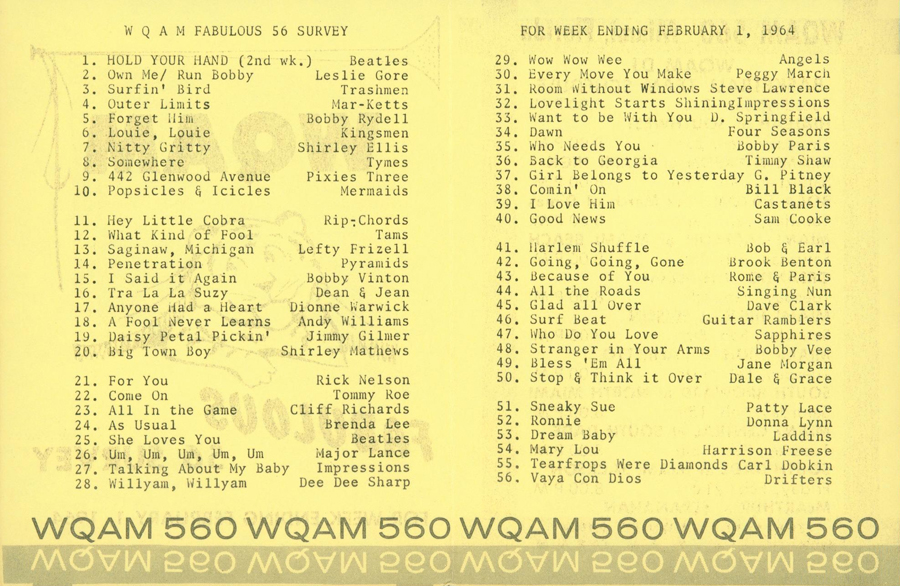 W Q A M FABULOUS 56 SURVEY
1. HOLD YOUR HAND (2nd wk.) Beatles
2. Own Me/ Run Bobby Leslie Gore
3. Surfin' Bird Trashmen
4. Outer Limits Mar-Ketts
5. Forget Him Bobby Rydell
6. Louie, Louie Kingsmen
7. Nitty Gritty Shirley Ellis
8. Somewhere Tymes
9. 442 Glenwood Avenue Pixies Three
10. Popsicles & Icicles Mermaids
11. Hey Little Cobra Rip-Chords
12. What Kind of Fool Tams
13. Saginaw, Michigan Lefty Frizell
14. Penetration Pyramids
15. I Said it Again Bobby Vinton
16. Tra La La Suzy Dean & Jean
17. Anyone Had a Heart Dionne Warwick
18. A Fool Never Learns Andy Williams
19. Daisy Petal Pickin' Jimmy Gilmer
20. Big Town Boy Shirley Mathews
21. For You Rick Nelson
22. Come On Tommy Roe
23. All In the Game Cliff Richards
24. As Usual Brenda Lee
25. She Loves You Beatles
26. Um, Um, Um, Um, Um Major Lance
27. Talking About My Baby Impressions
28. Willyam, Willyam Dee Dee Sharp
FOR WEEK ENDING FEBRUARY 1, 1964
29. Wow Wow Wee Angels
30. Every Move You Make Peggy March
31. Room Without Windows Steve Lawrence
32. Lovelight Starts ShiningImpressions
33. Want to be With You D. Springfield
34. Dawn Four Seasons
35. Who Needs You Bobby Paris
36. Back to Georgia Timmy Shaw
37. Girl Belongs to Yesterday G. Pitney
38. Comin' On Bill Black
39. I Love Him Castanets
40. Good News Sam Cooke
41. Harlem Shuffle Bob & Earl
42. Going, Going, Gone Brook Benton
43. Because of You Rome & Paris
44. All the Roads Singing Nun
45. Glad all Over Dave Clark
46. Surf Beat Guitar Ramblers
47. Who Do You Love Sapphires
48. Stranger in Your Arms Bobby Vee
49. Bless 'Em All Jane Morgan
50. Stop & Think it Over Dale & Grace
51. Sneaky Sue Patty Lace
52. Ronnie Donna Lynn
53. Dream Baby Laddins
54. Mary Lou Harrison Freese
55. Tearfrops Were Diamonds Carl Dobkin
56. Vaya Con Dios Drifters
WQAM 560 WQAM 560 WQAM 560 WQAM 560
WQAM 560 WQAM 560 WQAM 560 WQAM 560